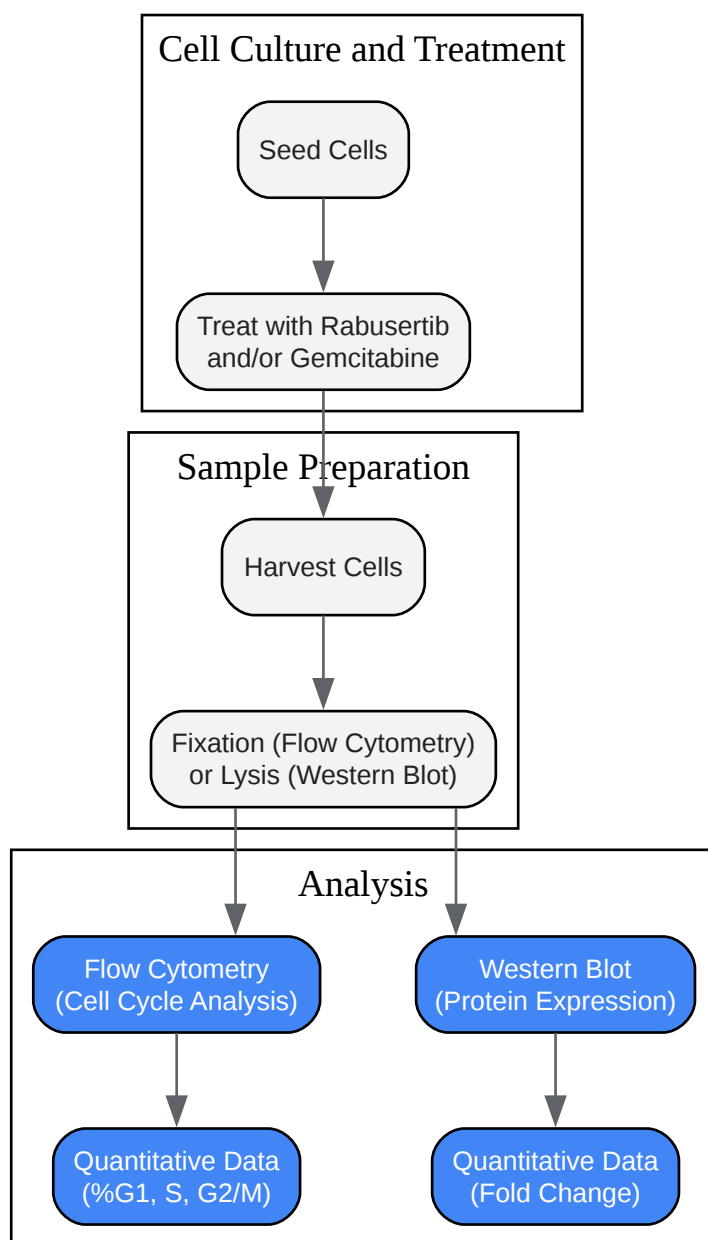 Cell Culture and Treatment
Seed Cells
Treat with Rabusertib
and/or Gemcitabine
Sample Preparation
Harvest Cells
Fixation (Flow Cytometry)
or Lysis (Western Blot)
Analysis
Flow Cytometry
(Cell Cycle Analysis)
Western Blot
(Protein Expression)
Quantitative Data
(%G1, S, G2/M)
Quantitative Data
(Fold Change)